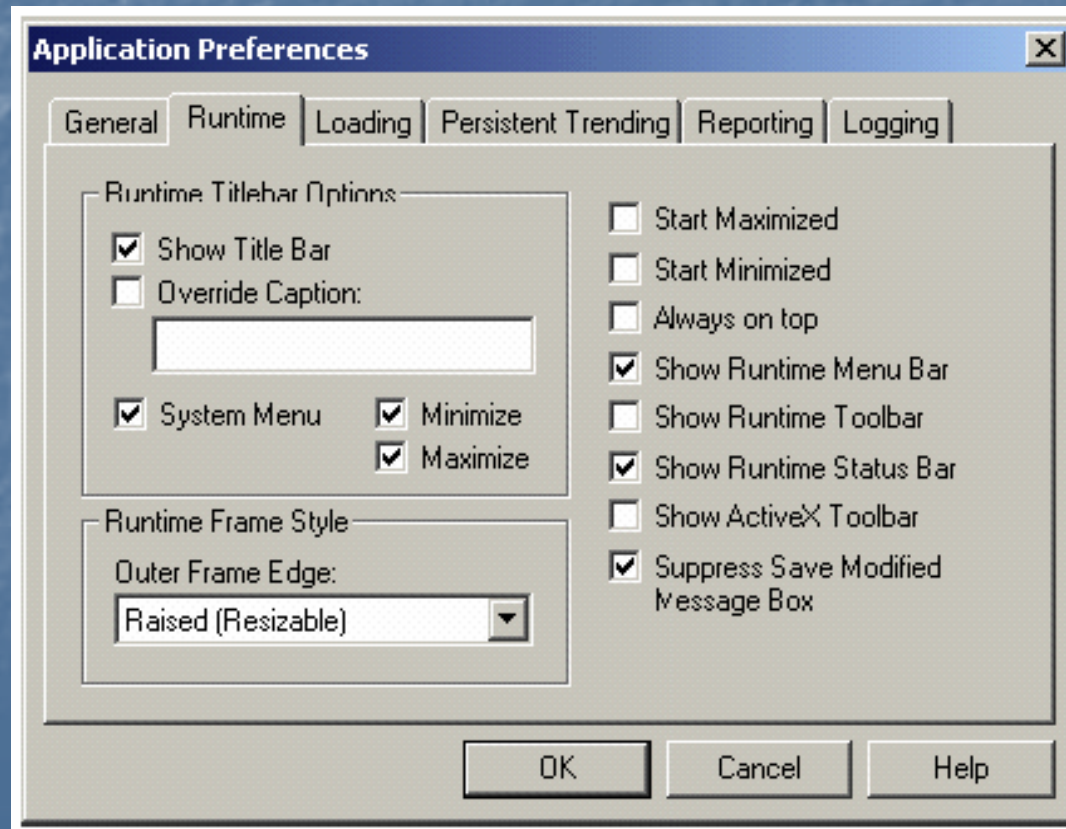 Application Preferences
General Runtime Loading Persistent Trending Reporting Logging
Runtime Titlebar Options
Show Title Bar
Override Caption:
System Menu Minimize
Maximize
Runtime Frame Style
Outer Frame Edge:
Raised (Resizable)
Start Maximized
Start Minimized
Always on top
Show Runtime Menu Bar
Show Runtime Toolbar
Show Runtime Status Bar
Show ActiveX Toolbar
Suppress Save Modified
Message Box
OK Cancel Help